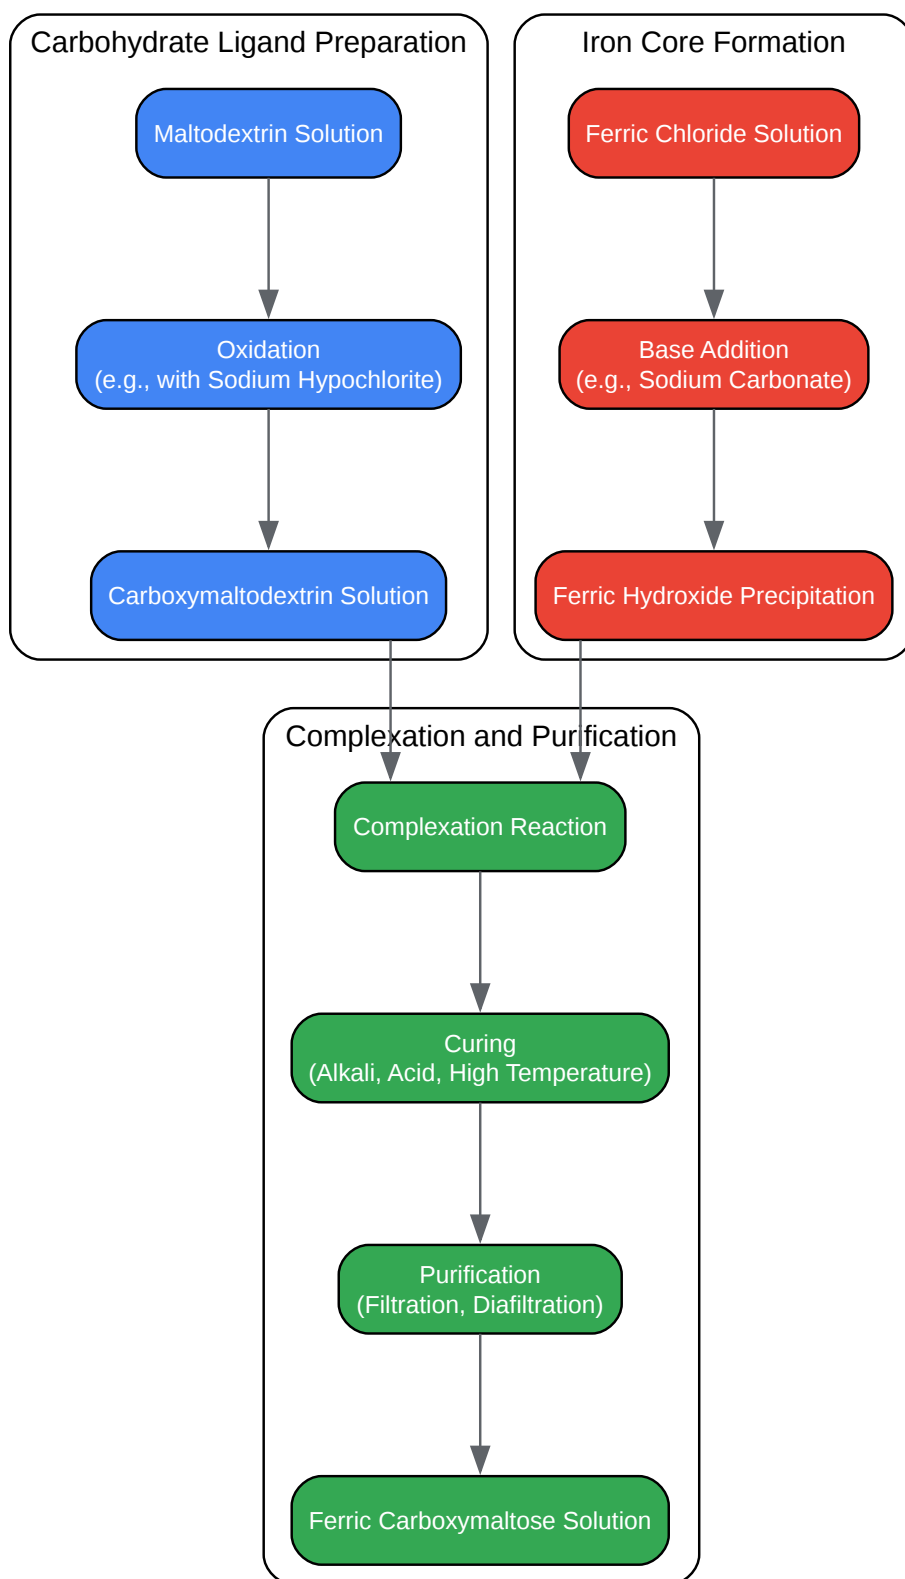 Carbohydrate Ligand Preparation
Maltodextrin Solution
Oxidation
(e.g., with Sodium Hypochlorite)
Carboxymaltodextrin Solution
Iron Core Formation
Ferric Chloride Solution
Base Addition
(e.g., Sodium Carbonate)
Ferric Hydroxide Precipitation
Complexation and Purification
Complexation Reaction
Curing
(Alkali, Acid, High Temperature)
Purification
(Filtration, Diafiltration)
Ferric Carboxymaltose Solution